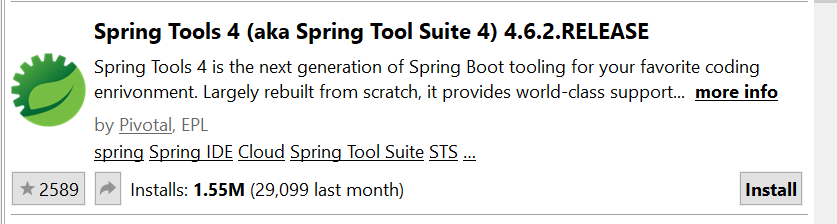 Spring Tools 4 (aka Spring Tool Suite 4) 4.6.2.RELEASE
Spring Tools 4 is the next generation of Spring Boot tooling for your favorite coding
enrivonment. Largely rebuilt from scratch, it provides world-class support... more info
by Pivotal, EPL
spring Spring IDE Cloud Spring Tool Suite STS ...
2589 Installs: 1.55M (29,099 last month) Install